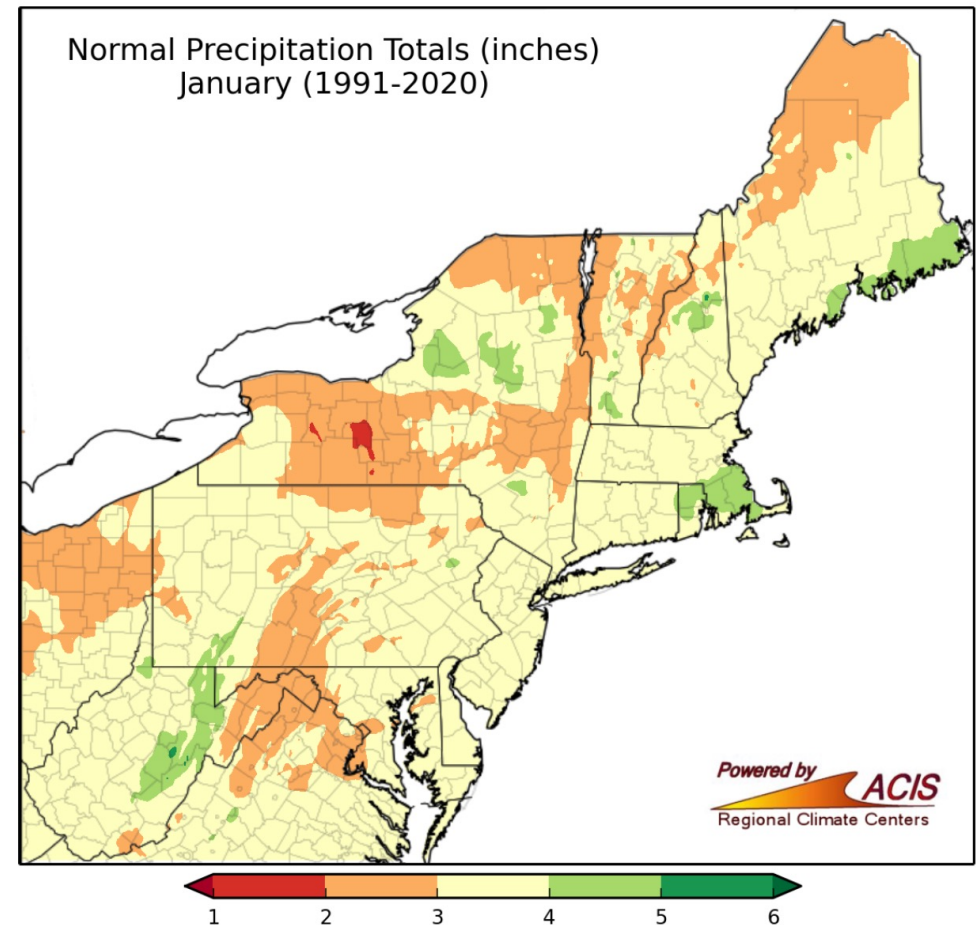 Normal Precipitation Totals (inches)
January (1991-2020)
Powered by
ACIS
Regional Climate Centers
1 2 3 4 5 6